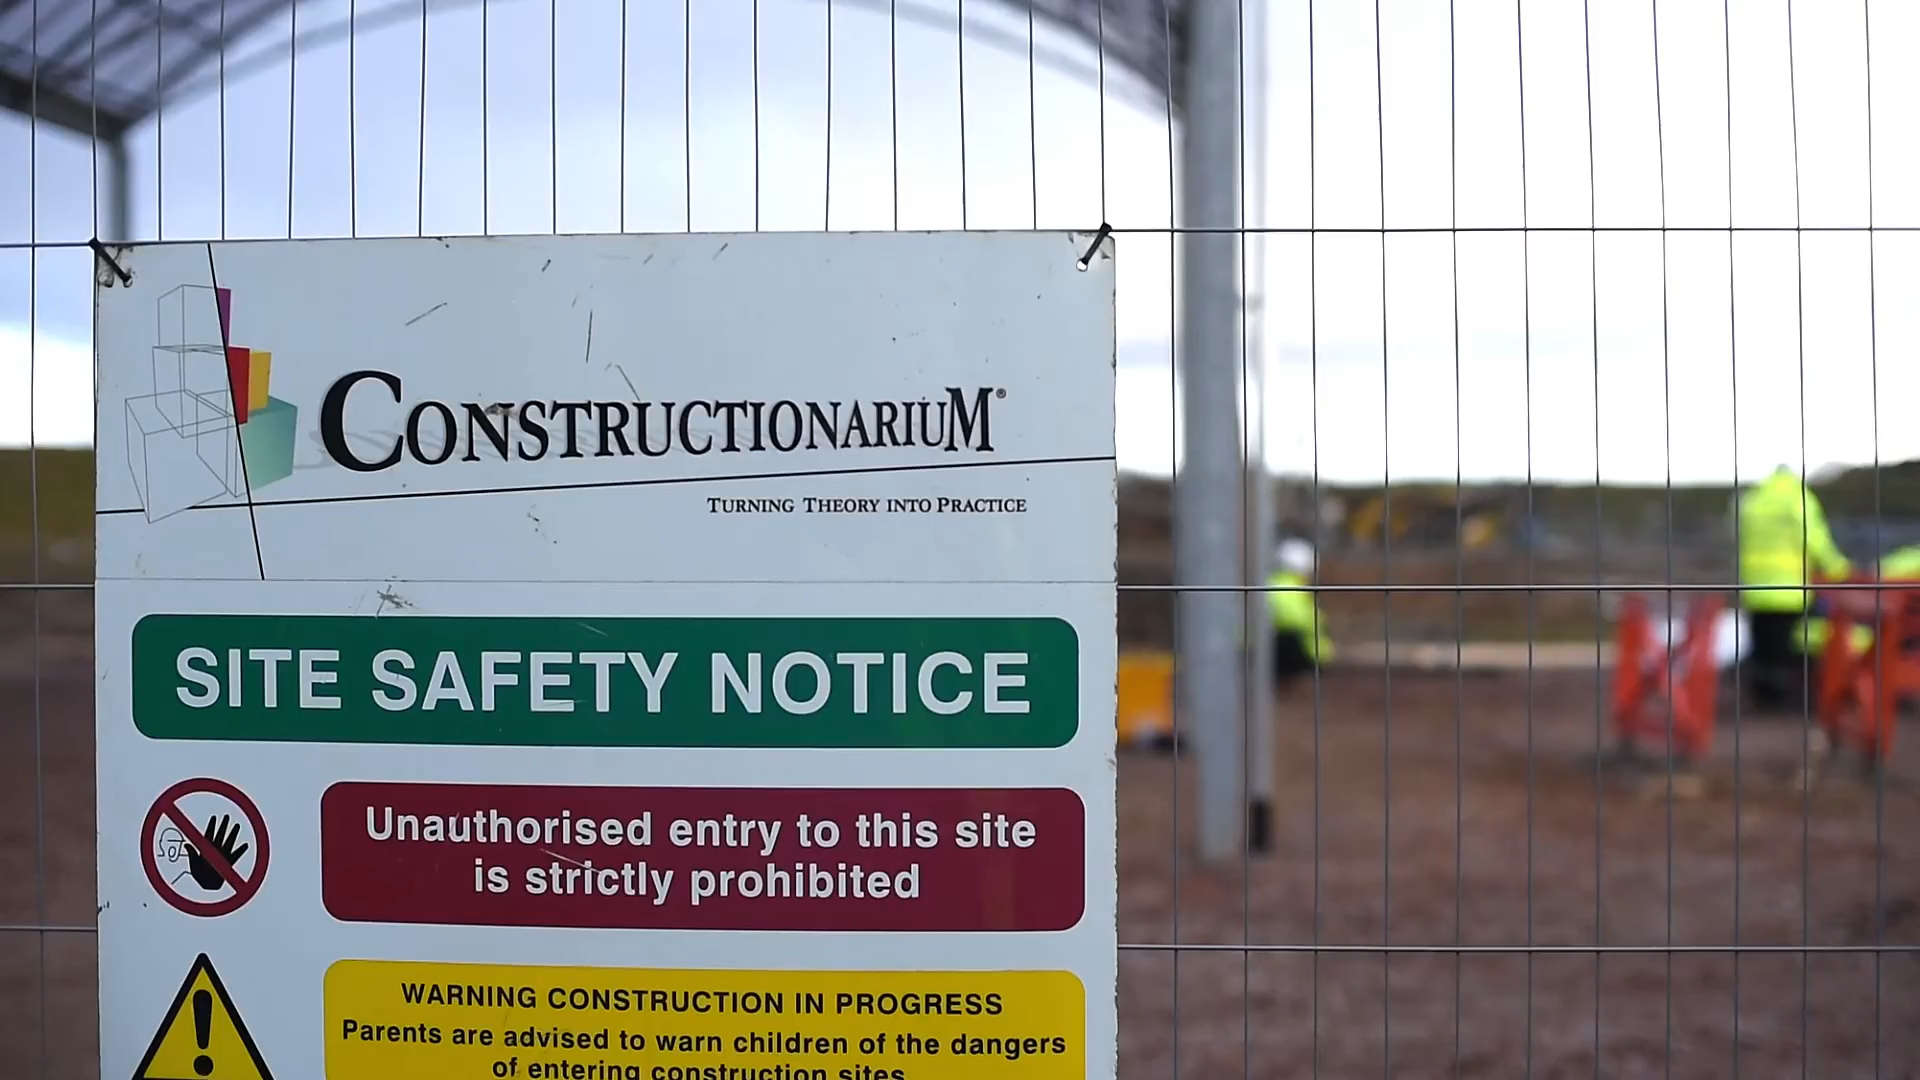 CONSTRUCTIONARIUM®
TURNING THEORY INTO PRACTICE
SITE SAFETY NOTICE
Unauthorised entry to this site
is strictly prohibited
WARNING CONSTRUCTION IN PROGRESS
Parents are advised to warn children of the dangers
of entering construction sites